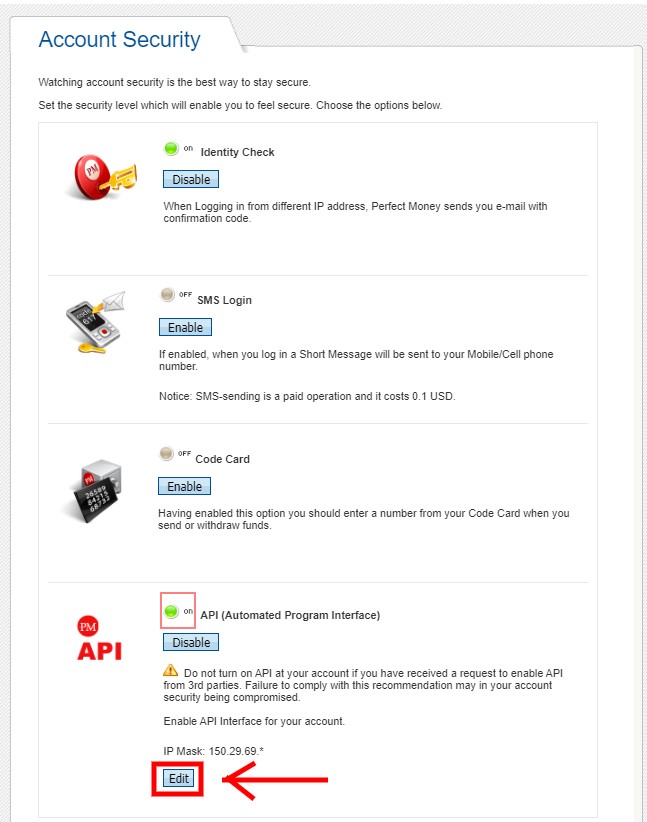 Account Security
Watching account security is the best way to stay secure.
Set the security level which will enable you to feel secure. Choose the options below.
PM
on Identity Check
Disable
When Logging in from different IP address, Perfect Money sends you e-mail with
confirmation code.
OFF SMS Login
code
617
Enable
If enabled, when you log in a Short Message will be sent to your Mobile/Cell phone
number.
Notice: SMS-sending is a paid operation and it costs 0.1 USD.
OFF Code Card
PM
Enable
Having enabled this option you should enter a number from your Code Card when you
send or withdraw funds.
on API (Automated Program Interface)
PM
API
Disable
Do not turn on API at your account if you have received a request to enable API
from 3rd parties. Failure to comply with this recommendation may in your account
security being compromised.
Enable API Interface for your account.
IP Mask: 150.29.69.*
Edit